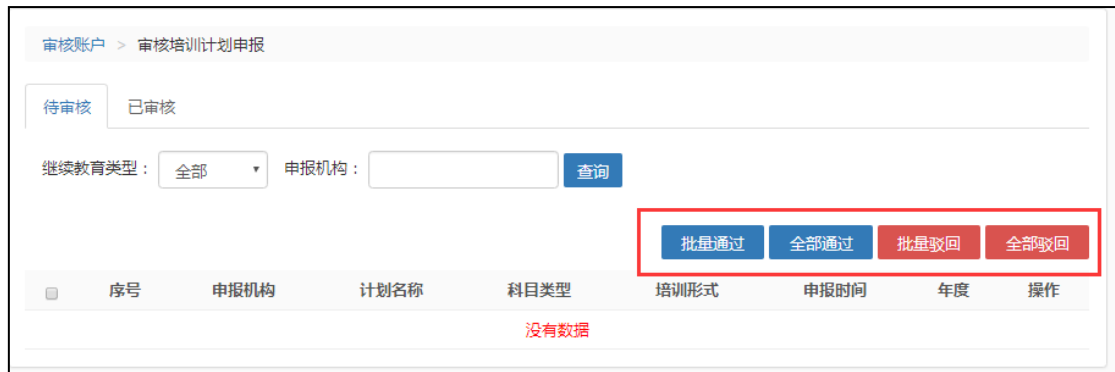 审核账户 > 审核培训计划申报
待审核 已审核
继续教育类型： 全部 申报机构： 查询
批量通过 全部通过 批量驳回 全部驳回
序号 申报机构 计划名称 科目类型 培训形式 申报时间 年度 操作
没有数据